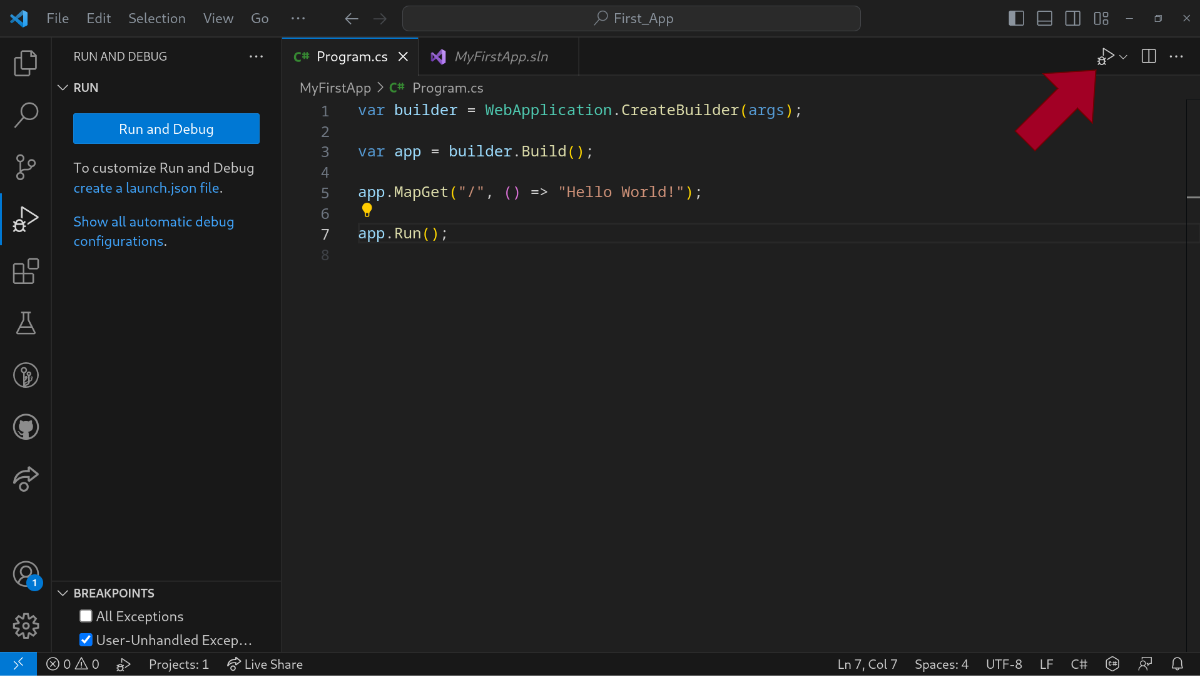 File Edit Selection View Go ···
First_App
RUN AND DEBUG ···
RUN
Run and Debug
To customize Run and Debug
create a launch.json file.
Show all automatic debug
configurations.
BREAKPOINTS
All Exceptions
User-Unhandled Excep...
1
C# Program.cs
MyFirstApp.sln
MyFirstApp > C# Program.cs
1 var builder = WebApplication.CreateBuilder(args);
2
3 var app = builder.Build();
4
5 app.MapGet("/", () => "Hello World!");
6
7 app.Run();
8
0 0 Projects: 1 Live Share Ln 7, Col 7 Spaces: 4 UTF-8 LF C#